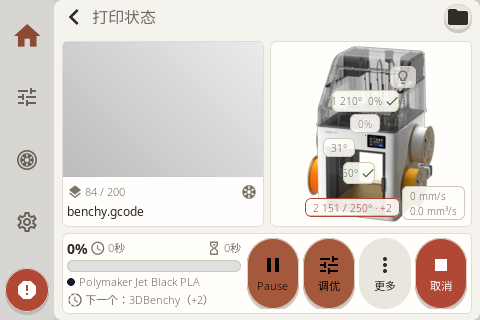 打印状态
1 210° 0%
0%
31°
50°
2 151 / 250° · +2
0 mm/s
0.0 mm³/s
84 / 200
benchy.gcode
0% 0秒 0秒
Polymaker Jet Black PLA
下一个：3DBenchy（+2）
Pause
调优
更多
取消